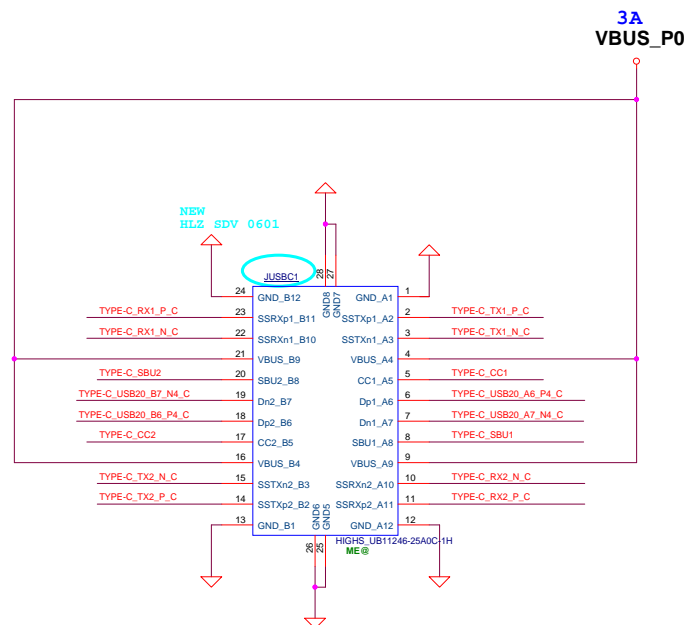 3A
VBUS_P0
NEW
HLZ SDV 0601
JUSBC1
28
27
GND8
GND7
24
GND_B12
GND_A1
1
TYPE-C_RX1_P_C
23
SSRXp1_B11
SSTXp1_A2
2
TYPE-C_TX1_P_C
TYPE-C_RX1_N_C
22
SSRXn1_B10
SSTXn1_A3
3
TYPE-C_TX1_N_C
21
VBUS_B9
VBUS_A4
4
TYPE-C_SBU2
20
SBU2_B8
CC1_A5
5
TYPE-C_CC1
TYPE-C_USB20_B7_N4_C
19
Dn2_B7
Dp1_A6
6
TYPE-C_USB20_A6_P4_C
TYPE-C_USB20_B6_P4_C
18
Dp2_B6
Dn1_A7
7
TYPE-C_USB20_A7_N4_C
TYPE-C_CC2
17
CC2_B5
SBU1_A8
8
TYPE-C_SBU1
16
VBUS_B4
VBUS_A9
9
TYPE-C_TX2_N_C
15
SSTXn2_B3
SSRXn2_A10
10
TYPE-C_RX2_N_C
TYPE-C_TX2_P_C
14
SSTXp2_B2
SSRXp2_A11
11
TYPE-C_RX2_P_C
13
GND_B1
GND_A12
12
GND6
GND5
26
25
HIGHS_UB11246-25A0C-1H
ME@